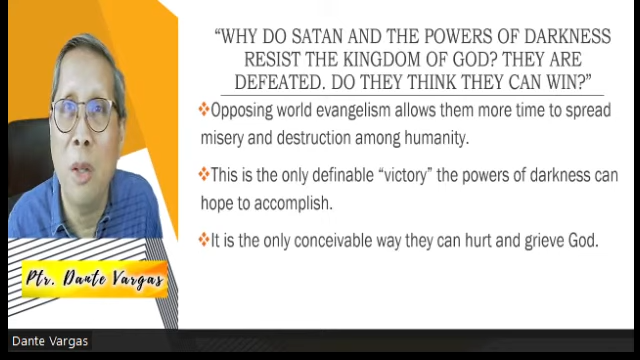 “WHY DO SATAN AND THE POWERS OF DARKNESS
RESIST THE KINGDOM OF GOD? THEY ARE
DEFEATED. DO THEY THINK THEY CAN WIN?”
❖Opposing world evangelism allows them more time to spread
misery and destruction among humanity.
❖This is the only definable “victory” the powers of darkness can
hope to accomplish.
❖It is the only conceivable way they can hurt and grieve God.
Ptr. Dante Vargas
Dante Vargas